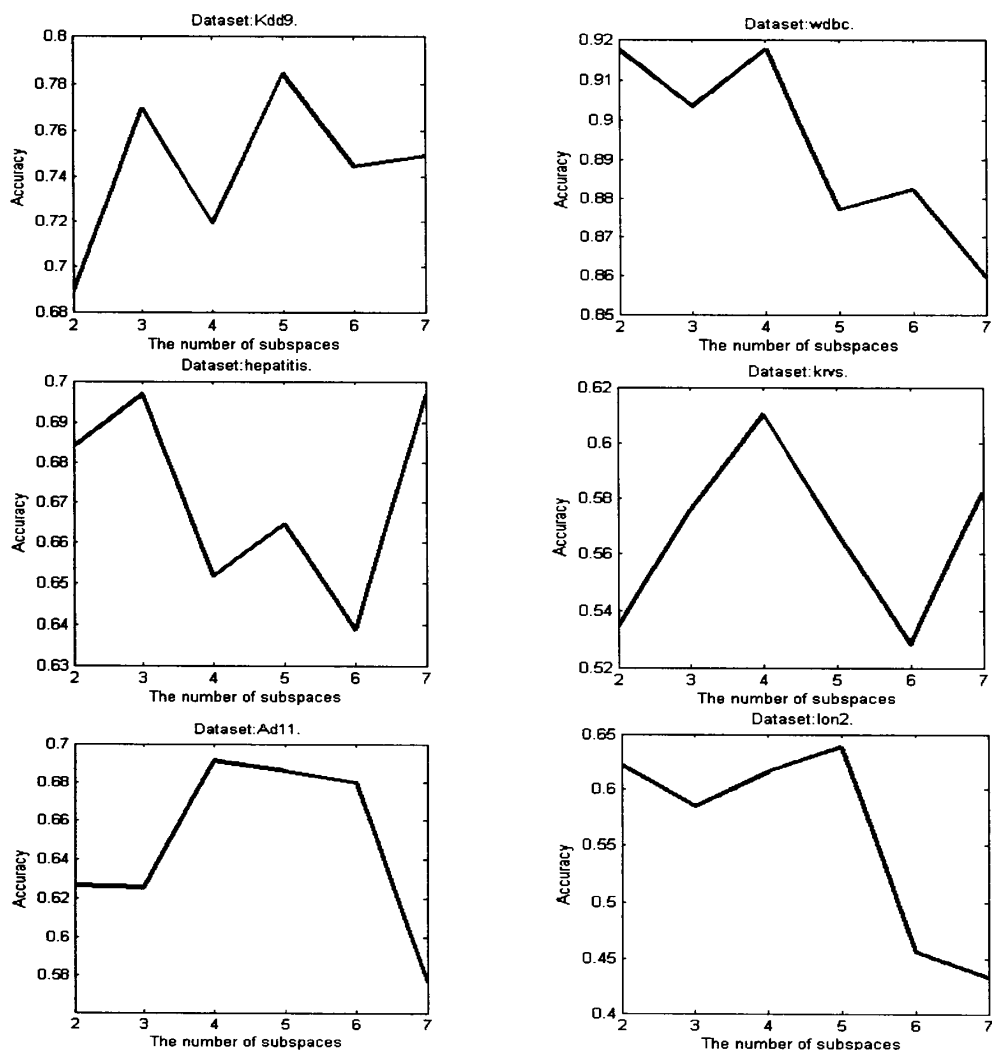 Dataset:Kdd9.
0.8
0.78
0.76
0.74
0.72
0.7
0.68
Accuracy
2 3 4 5 6 7
The number of subspaces
Dataset:wdbc.
0.92
0.91
0.9
0.89
0.88
0.87
0.86
0.85
Accuracy
2 3 4 5 6 7
The number of subspaces
Dataset:hepatitis.
0.7
0.69
0.68
0.67
0.66
0.65
0.64
0.63
Accuracy
2 3 4 5 6 7
The number of subspaces
Dataset:krvs.
0.62
0.6
0.58
0.56
0.54
0.52
Accuracy
2 3 4 5 6 7
The number of subspaces
Dataset:Ad11.
0.7
0.68
0.66
0.64
0.62
0.6
0.58
Accuracy
2 3 4 5 6 7
The number of subspaces
Dataset:Ion2.
0.65
0.6
0.55
0.5
0.45
0.4
Accuracy
2 3 4 5 6 7
The number of subspaces